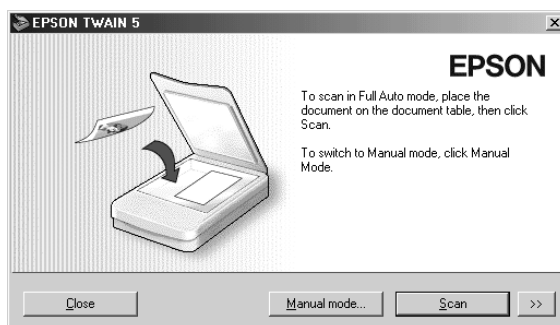 EPSON TWAIN 5
EPSON
To scan in Full Auto mode, place the
document on the document table, then click
Scan.
To switch to Manual mode, click Manual
Mode.
Close
Manual mode...
Scan
>>